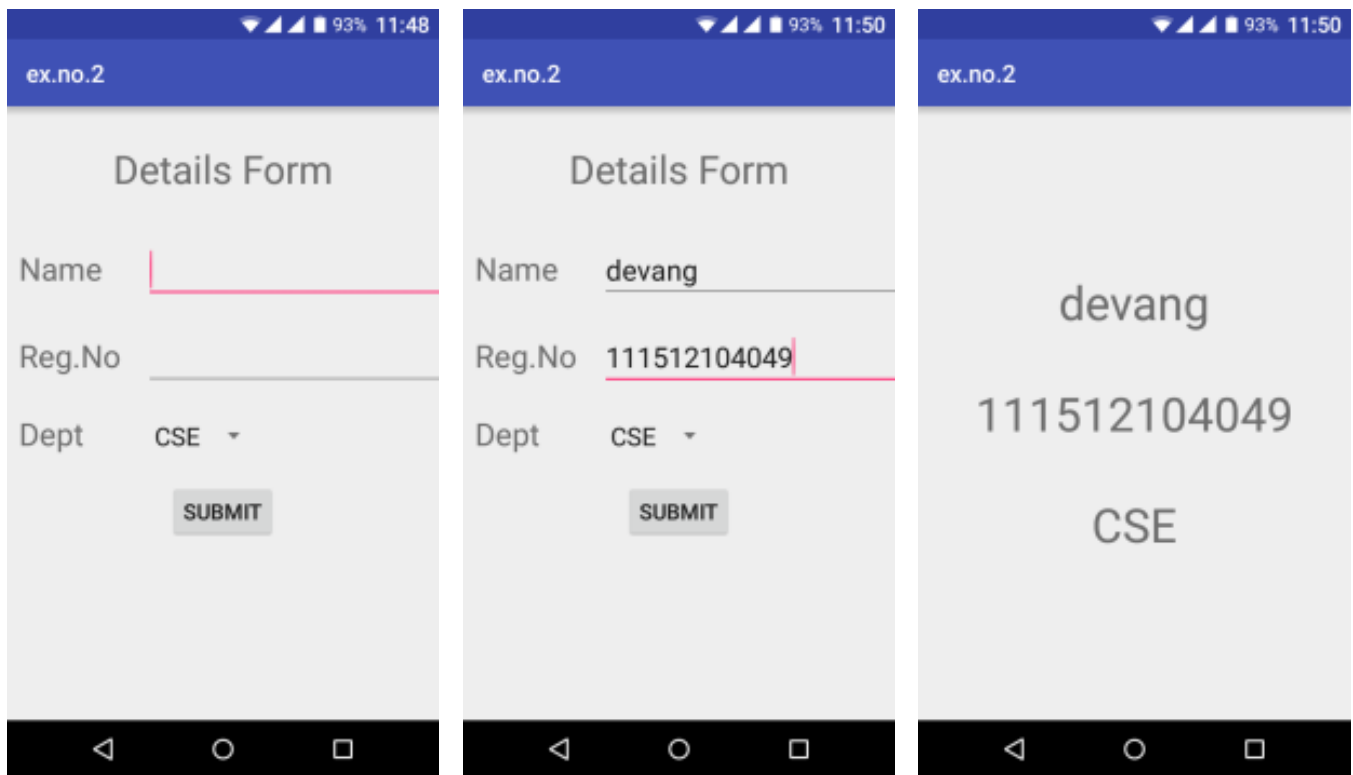 93% 11:48
ex.no.2
Details Form
Name
Reg.No
Dept CSE
SUBMIT
93% 11:50
ex.no.2
Details Form
Name devang
Reg.No 111512104049
Dept CSE
SUBMIT
93% 11:50
ex.no.2
devang
111512104049
CSE